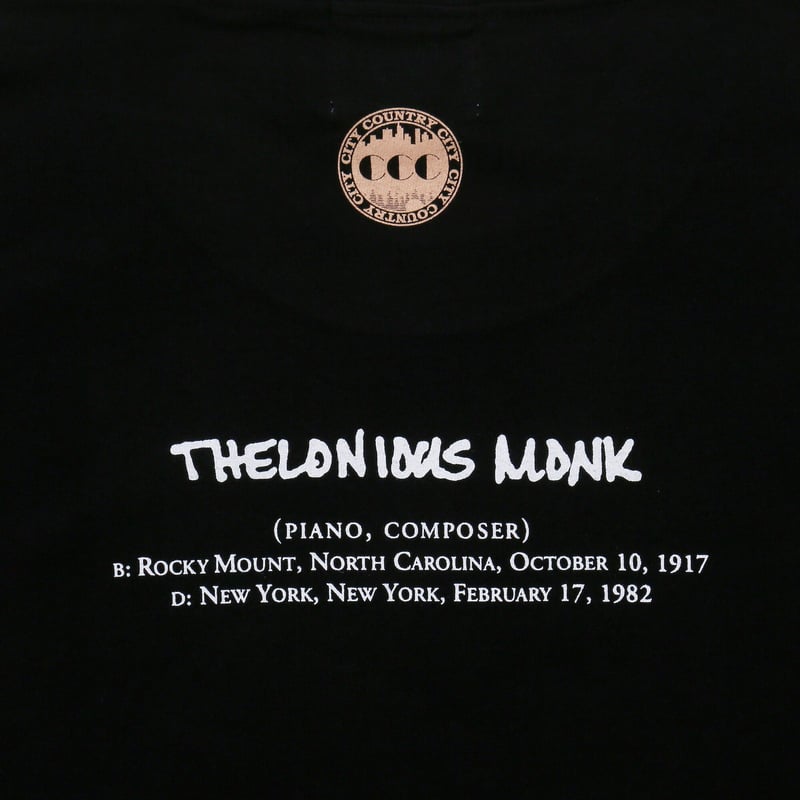 CITY COUNTRY CITY
CCC
CITY COUNTRY CITY
THELONIOUS MONK
(PIANO, COMPOSER)
B: ROCKY MOUNT, NORTH CAROLINA, OCTOBER 10, 1917
D: NEW YORK, NEW YORK, FEBRUARY 17, 1982